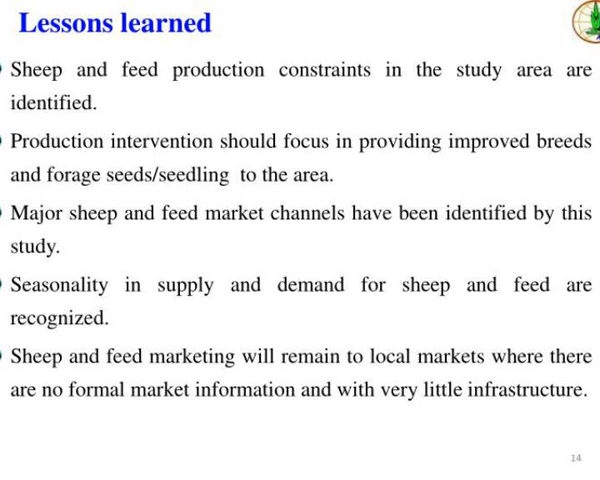 Lessons learned
Sheep and feed production constraints in the study area are
identified.
Production intervention should focus in providing improved breeds
and forage seeds/seedling to the area.
Major sheep and feed market channels have been identified by this
study.
Seasonality in supply and demand for sheep and feed are
recognized.
Sheep and feed marketing will remain to local markets where there
are no formal market information and with very little infrastructure.
14